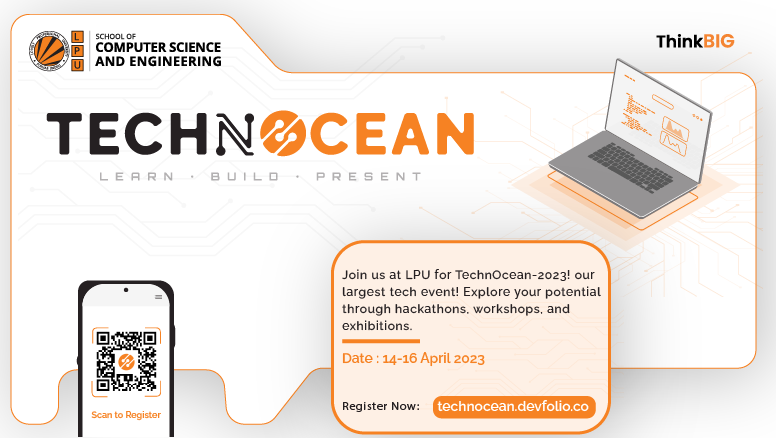 LPU
SCHOOL OF
COMPUTER SCIENCE
AND ENGINEERING
ThinkBIG
TECHNOCEAN
LEARN · BUILD · PRESENT
Join us at LPU for TechnOcean-2023! our
largest tech event! Explore your potential
through hackathons, workshops, and
exhibitions.
Date : 14-16 April 2023
Register Now: technocean.devfolio.co
Scan to Register